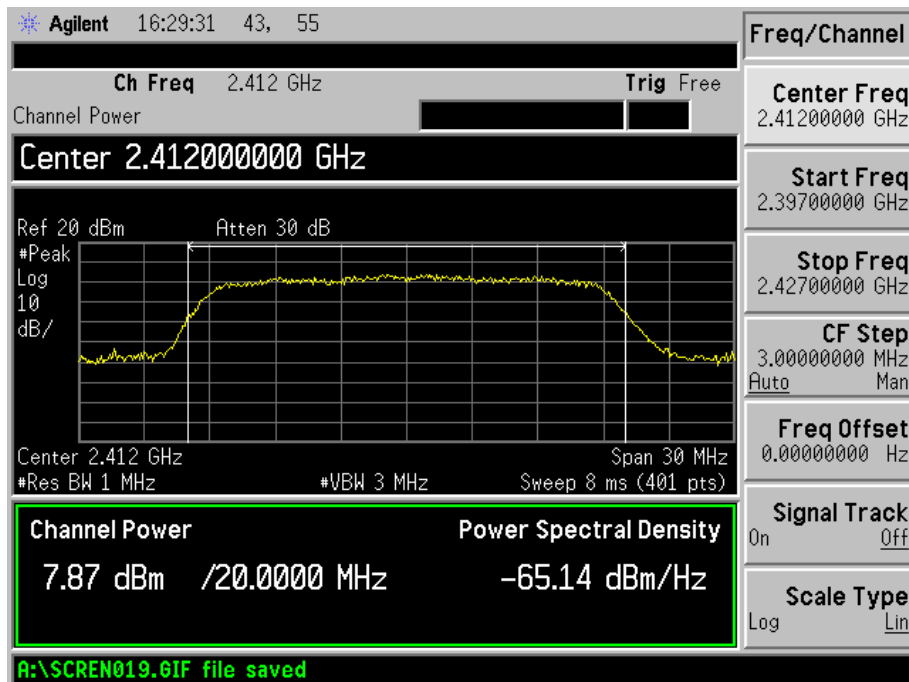 Agilent 16:29:31 43, 55
Freq/Channel
Ch Freq 2.412 GHz Trig Free
Channel Power
Center 2.412000000 GHz
Ref 20 dBm Atten 30 dB
#Peak
Log
10
dB/
Center 2.412 GHz Span 30 MHz
#Res BW 1 MHz #VBW 3 MHz Sweep 8 ms (401 pts)
Channel Power Power Spectral Density
7.87 dBm /20.0000 MHz -65.14 dBm/Hz
A:\SCREN019.GIF file saved
Center Freq
2.41200000 GHz
Start Freq
2.39700000 GHz
Stop Freq
2.42700000 GHz
CF Step
3.00000000 MHz
Auto Man
Freq Offset
0.00000000 Hz
Signal Track
On Off
Scale Type
Log Lin